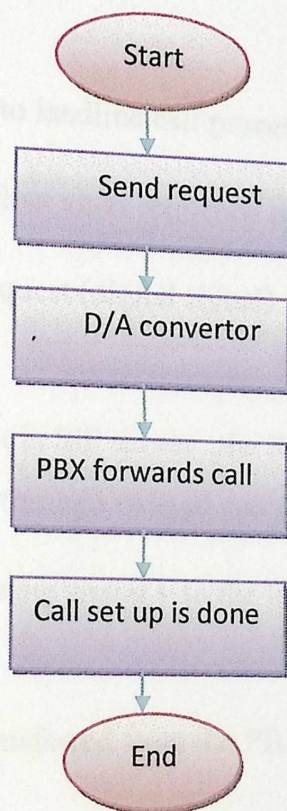 Start
Send request
D/A convertor
PBX forwards call
Call set up is done
End